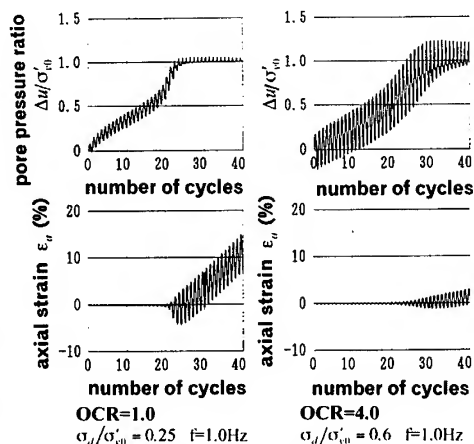 pore pressure ratio
Δu/σ'v0
1.5
1.0
0.5
0
0 10 20 30 40
number of cycles
Δu/σ'v0
1.5
1.0
0.5
0
0 10 20 30 40
number of cycles
axial strain εa (%)
20
10
0
-10
0 10 20 30 40
number of cycles
axial strain εa (%)
20
10
0
-10
0 10 20 30 40
number of cycles
OCR=1.0
σd/σ'v0 = 0.25 f=1.0Hz
OCR=4.0
σd/σ'v0 = 0.6 f=1.0Hz